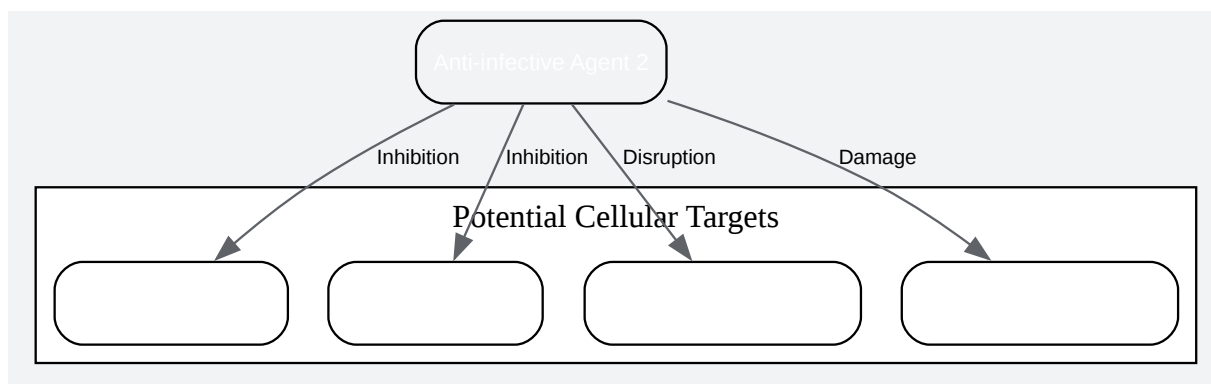 Anti-infective Agent 2
Inhibition
Inhibition
Disruption
Damage
Potential Cellular Targets